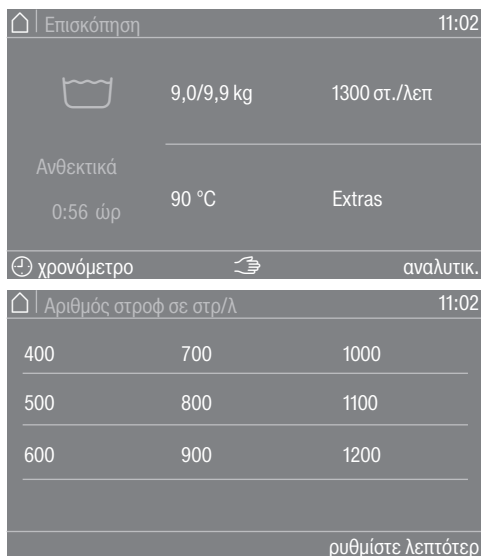 Επισκόπηση 11:02
9,0/9,9 kg 1300 στ./λεπ
Ανθεκτικά
0:56 ώρ
90 °C Extras
χρονόμετρο αναλυτικ.
Αριθμός στροφ σε στρ/λ 11:02
400 700 1000
500 800 1100
600 900 1200
ρυθμίστε λεπτότερ